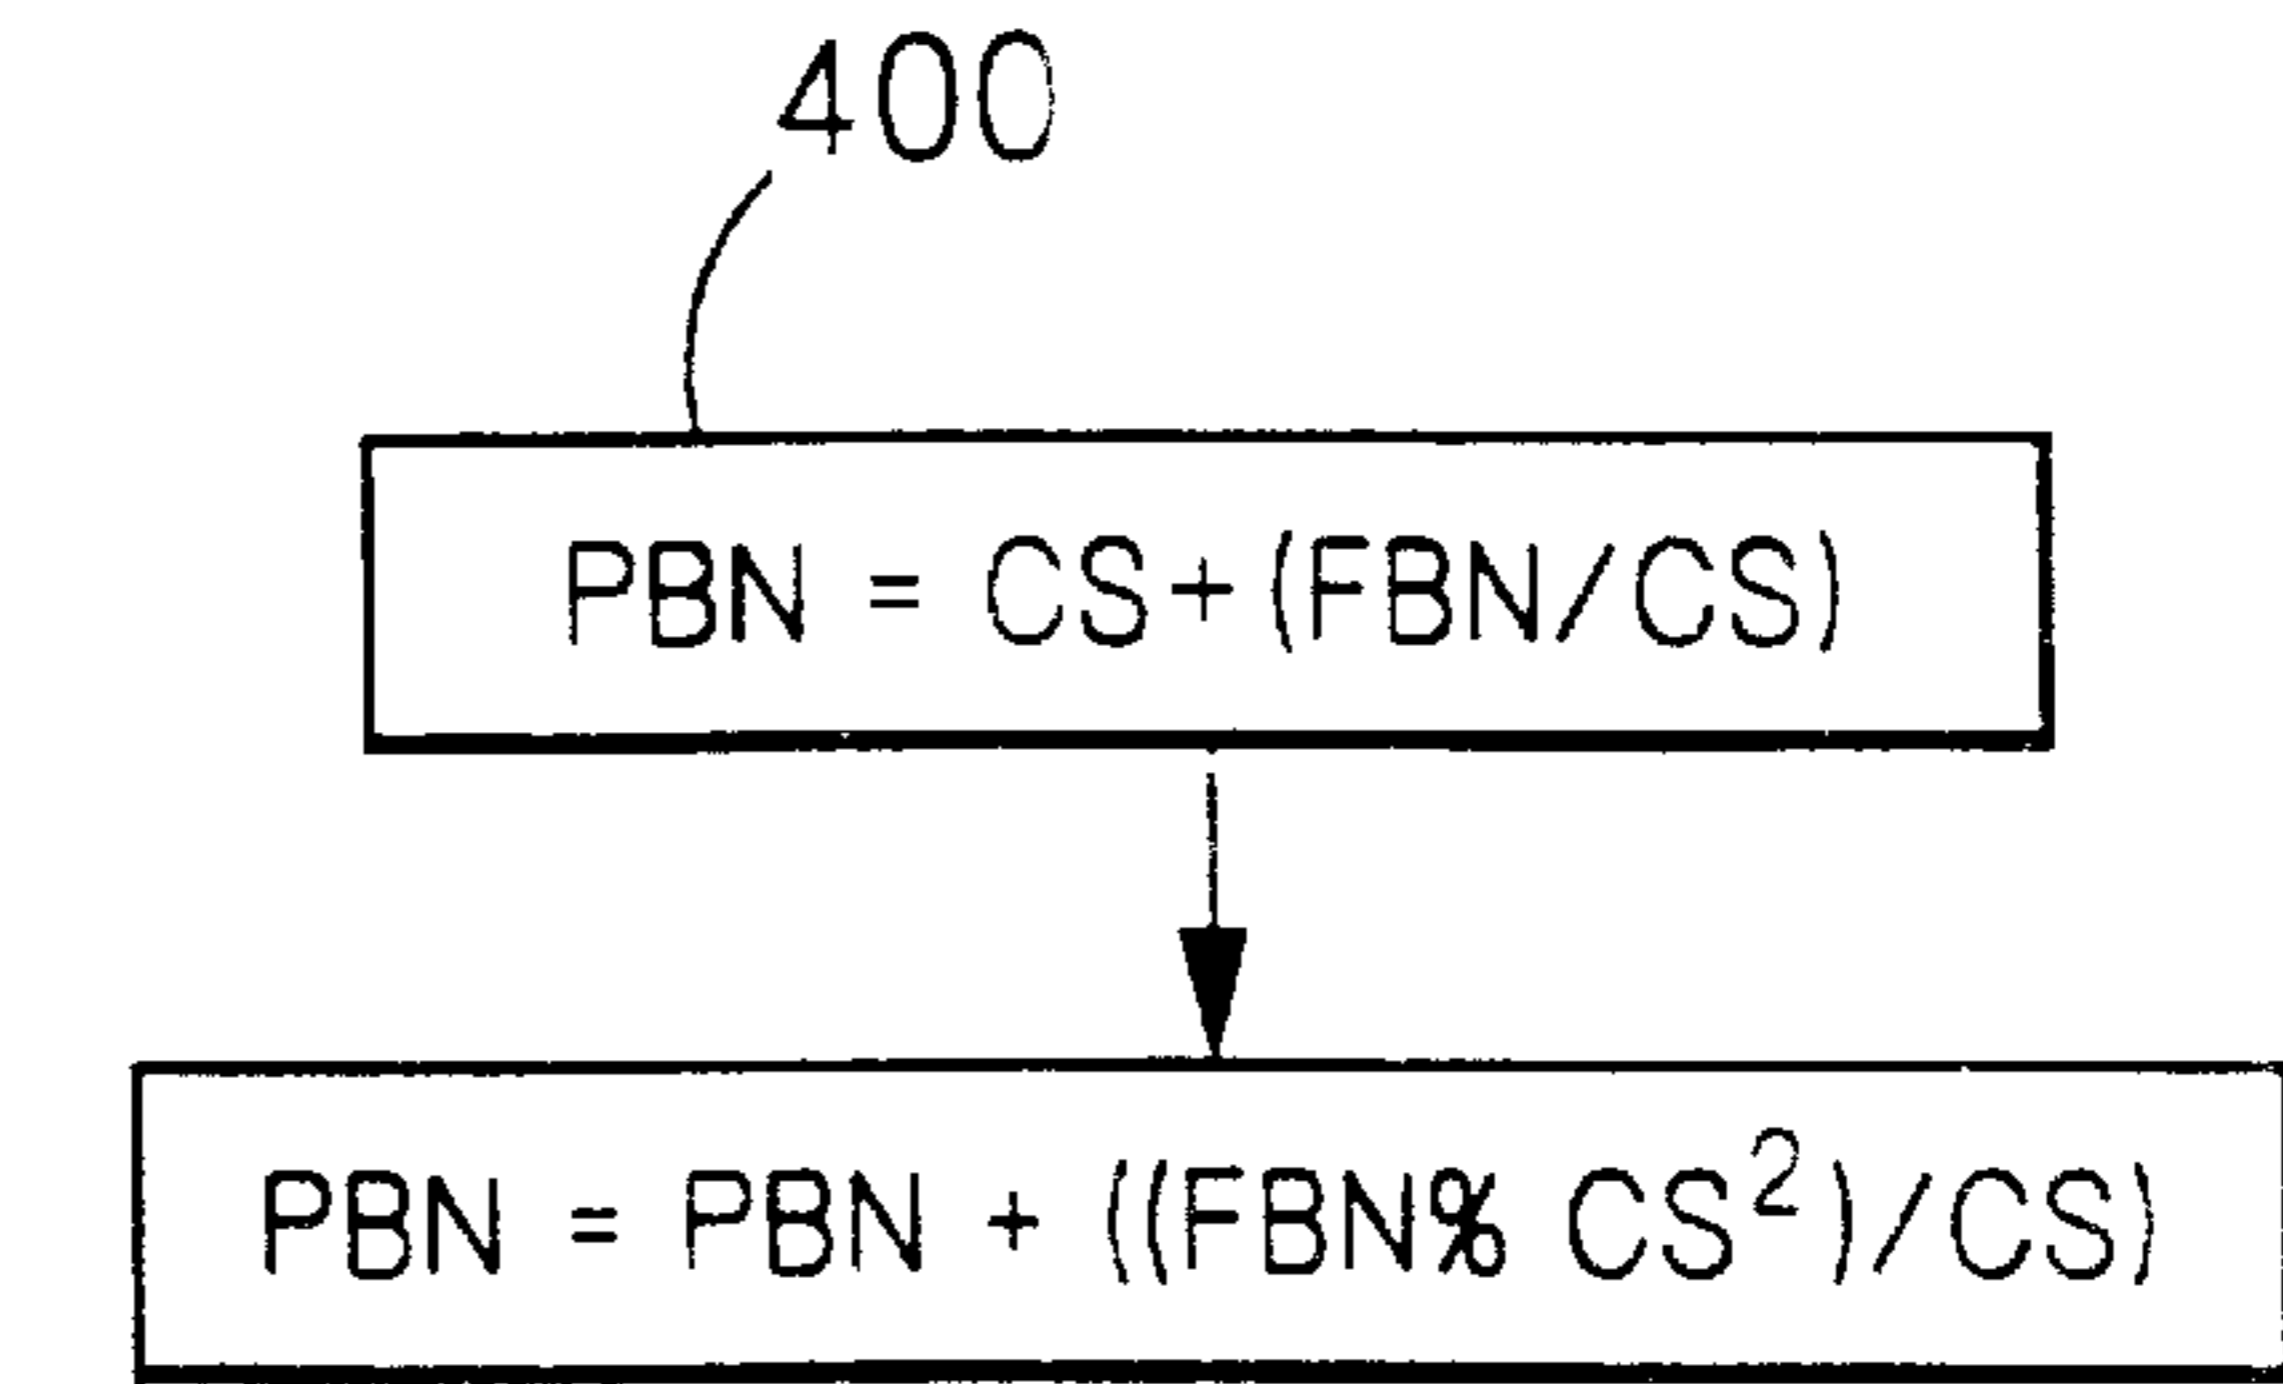 400
PBN = CS+(FBN/CS)
PBN = PBN + ((FBN% CS²)/CS)